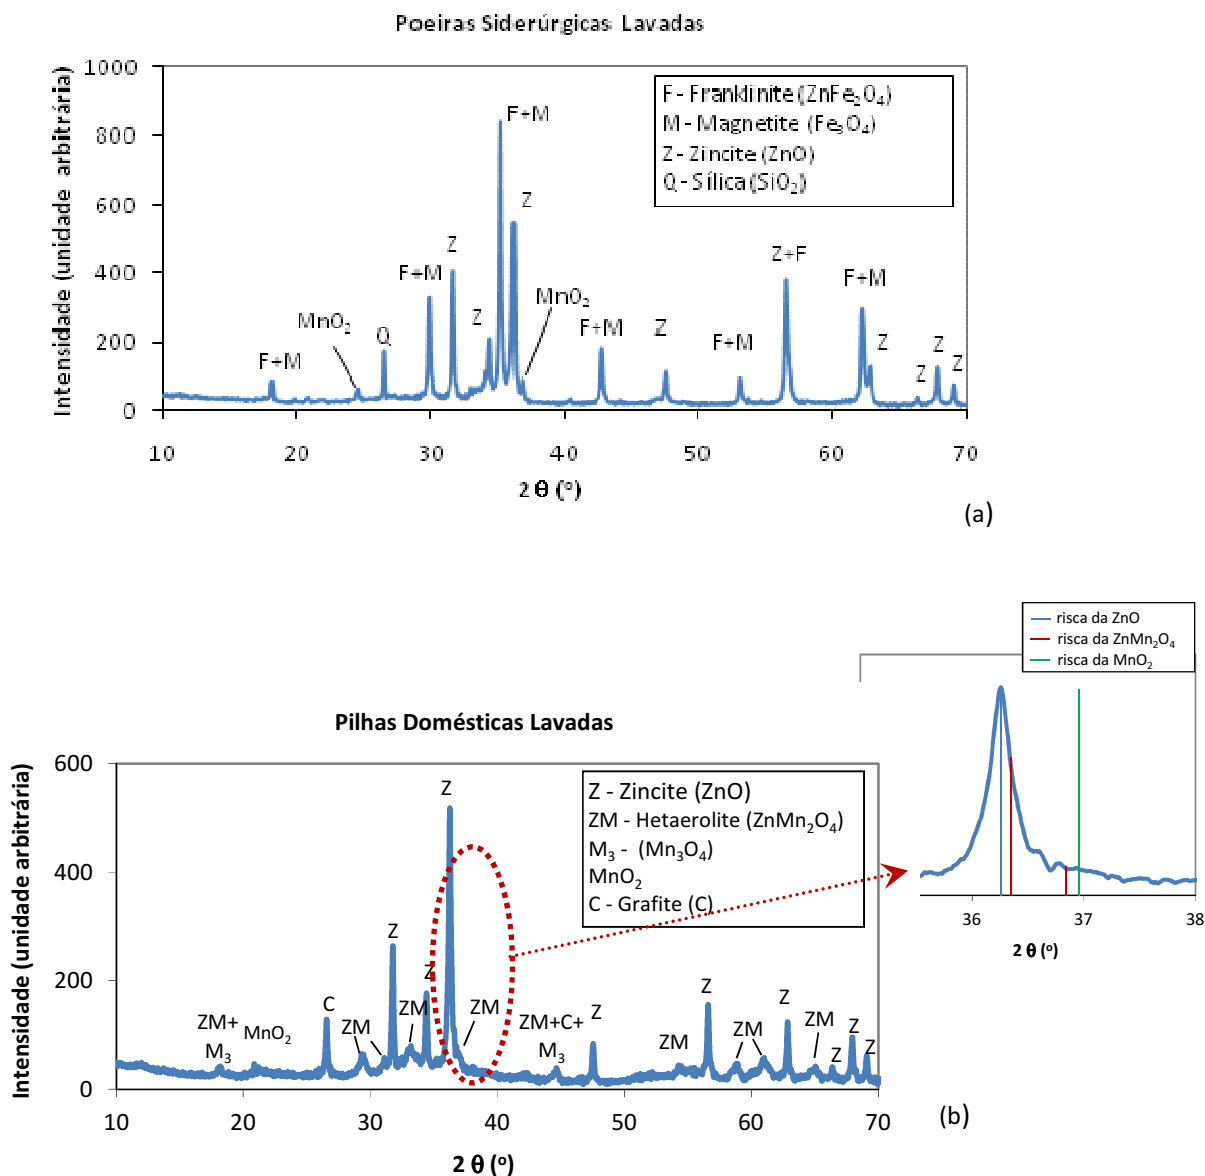 Poeiras Siderúrgicas Lavadas
Intensidade (unidade arbitrária)
1000
800
600
400
200
0
F - Franklinite (ZnFe₂O₄)
M - Magnetite (Fe₃O₄)
Z - Zincite (ZnO)
Q - Sílica (SiO₂)
F+M
MnO₂
Q
F+M
Z
Z
F+M
Z
MnO₂
F+M
Z
F+M
Z+F
F+M
Z
Z
Z
Z
10
20
30
40
50
60
70
2 θ (°)
(a)
risca da ZnO
risca da ZnMn₂O₄
risca da MnO₂
36
37
38
2 θ (°)
Pilhas Domésticas Lavadas
Intensidade (unidade arbitrária)
600
400
200
0
Z - Zincite (ZnO)
ZM - Hetaerolite (ZnMn₂O₄)
M₃ - (Mn₃O₄)
MnO₂
C - Grafite (C)
ZM+
M₃
MnO₂
C
ZM
Z
ZM
Z
Z
ZM
ZM+C+
M₃
Z
ZM
Z
ZM
Z
ZM
Z
Z
Z
10
20
30
40
50
60
70
2 θ (°)
(b)